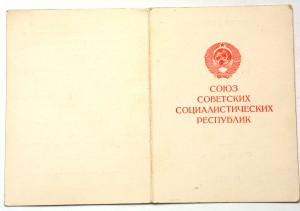 СОЮЗ
СОВЕТСКИХ
СОЦИАЛИСТИЧЕСКИХ
РЕСПУБЛИК